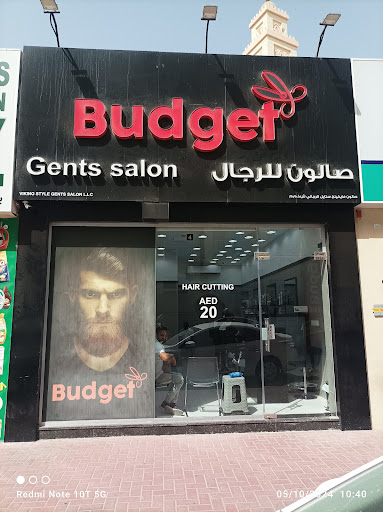 Budget
Gents salon صالون للرجال
VIKING STYLE GENTS SALON L.L.C
HAIR CUTTING
AED
20
Budget
Redmi Note 10T 5G
05/10/2024 10:40